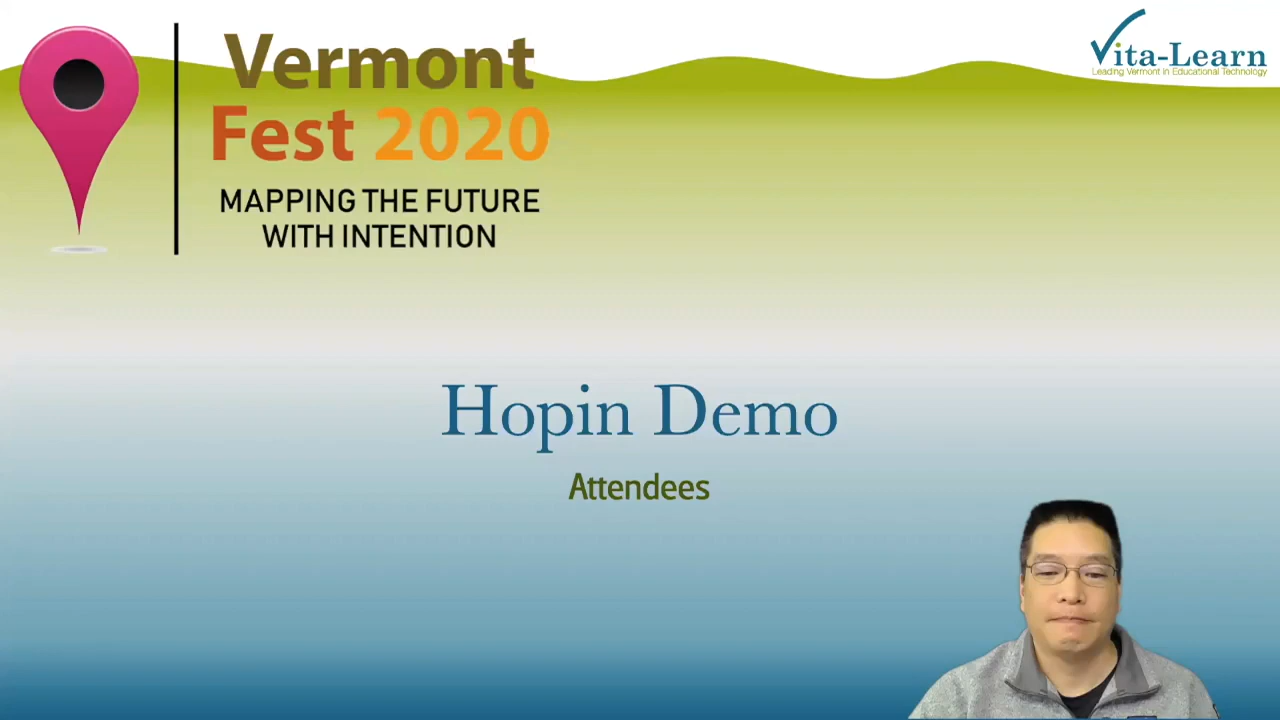 Vermont
Fest 2020
MAPPING THE FUTURE
WITH INTENTION
Vita-Learn
Leading Vermont in Educational Technology
Hopin Demo
Attendees